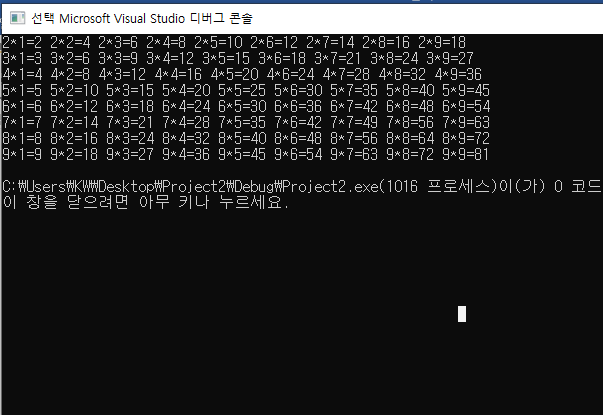 선택 Microsoft Visual Studio 디버그 콘솔
2*1=2 2*2=4 2*3=6 2*4=8 2*5=10 2*6=12 2*7=14 2*8=16 2*9=18
3*1=3 3*2=6 3*3=9 3*4=12 3*5=15 3*6=18 3*7=21 3*8=24 3*9=27
4*1=4 4*2=8 4*3=12 4*4=16 4*5=20 4*6=24 4*7=28 4*8=32 4*9=36
5*1=5 5*2=10 5*3=15 5*4=20 5*5=25 5*6=30 5*7=35 5*8=40 5*9=45
6*1=6 6*2=12 6*3=18 6*4=24 6*5=30 6*6=36 6*7=42 6*8=48 6*9=54
7*1=7 7*2=14 7*3=21 7*4=28 7*5=35 7*6=42 7*7=49 7*8=56 7*9=63
8*1=8 8*2=16 8*3=24 8*4=32 8*5=40 8*6=48 8*7=56 8*8=64 8*9=72
9*1=9 9*2=18 9*3=27 9*4=36 9*5=45 9*6=54 9*7=63 9*8=72 9*9=81
C:₩Users₩KW₩Desktop₩Project2₩Debug₩Project2.exe(1016 프로세스)이(가) 0 코드
이 창을 닫으려면 아무 키나 누르세요.